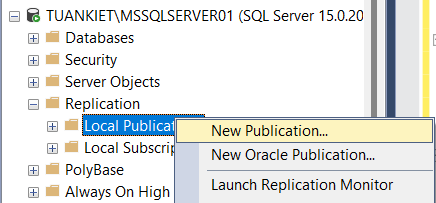 TUANKIET\MSSQLSERVER01 (SQL Server 15.0.20
Databases
Security
Server Objects
Replication
Local Publicat
New Publication...
Local Subscrip
New Oracle Publication...
PolyBase
Launch Replication Monitor
Always On High